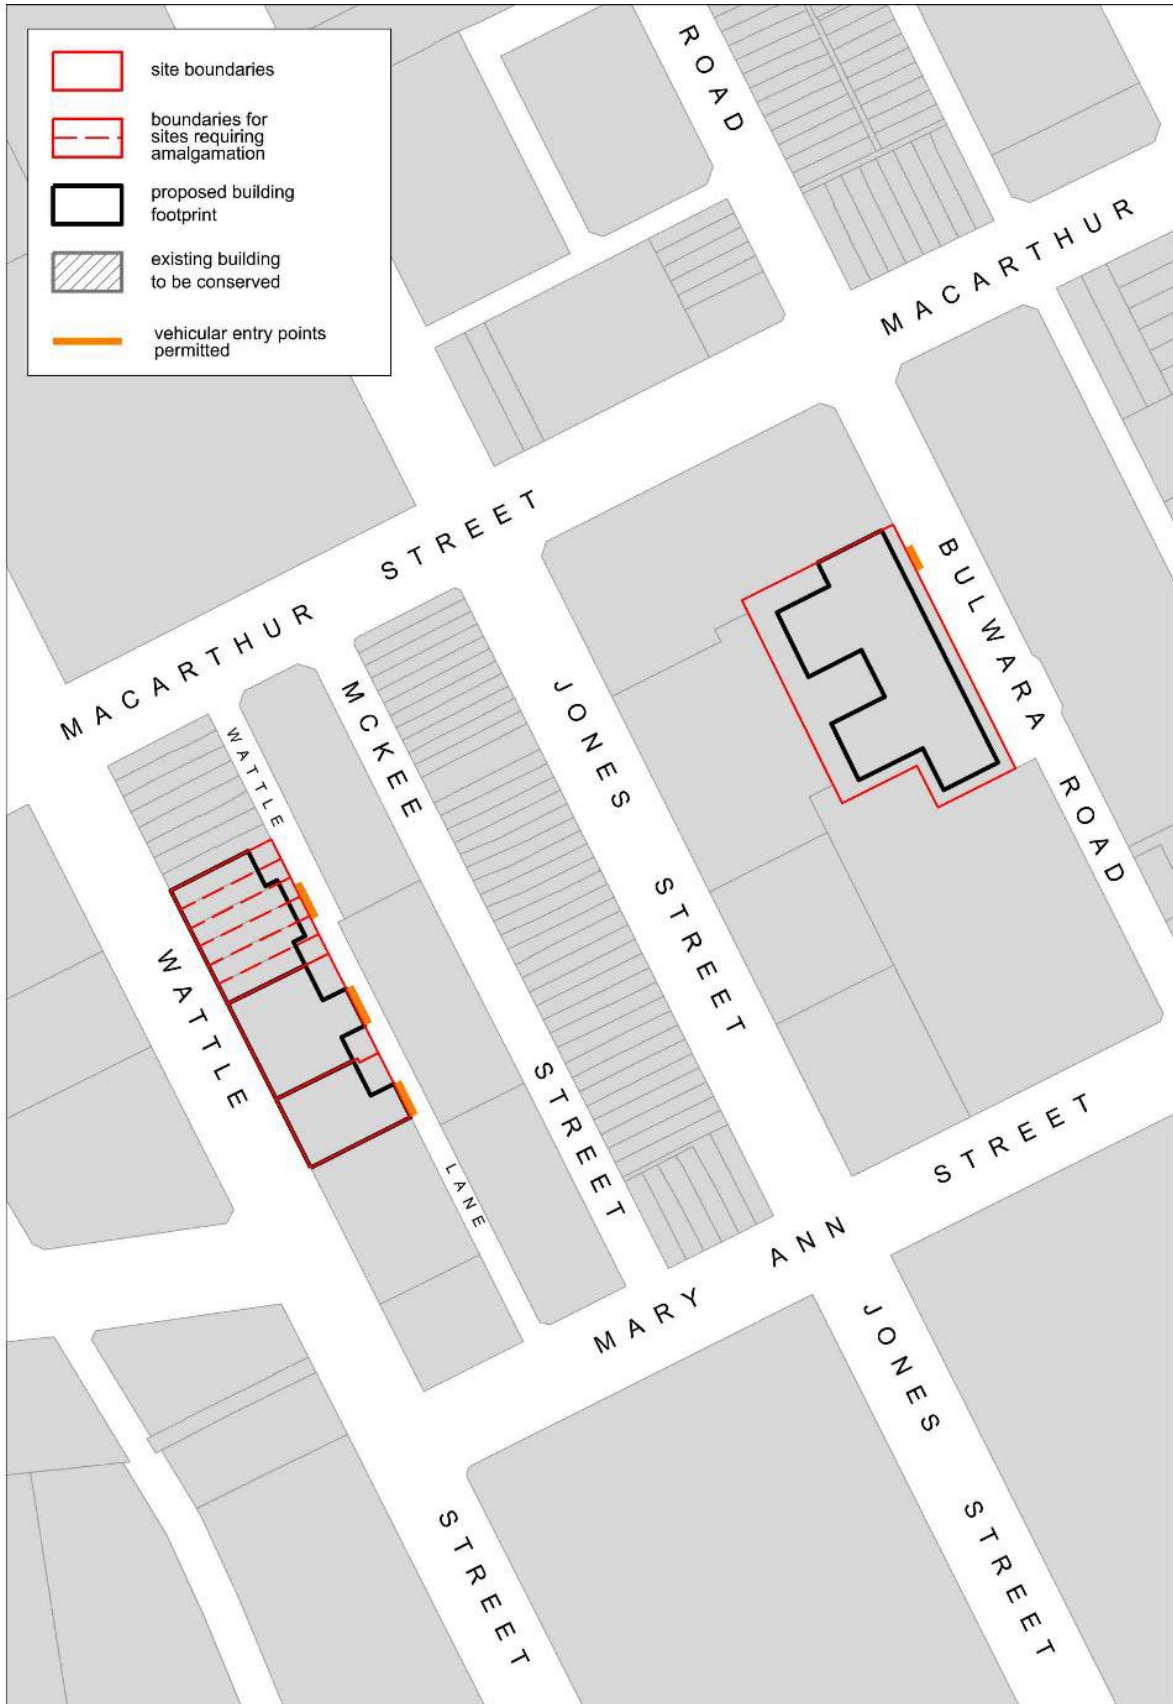 site boundaries
boundaries for
sites requiring
amalgamation
proposed building
footprint
existing building
to be conserved
vehicular entry points
permitted
ROAD
MACARTHUR
MACARTHUR STREET
BULWARA ROAD
WATTLE LANE
MCKEE STREET
JONES STREET
WATTLE STREET
MARY ANN STREET
JONES STREET